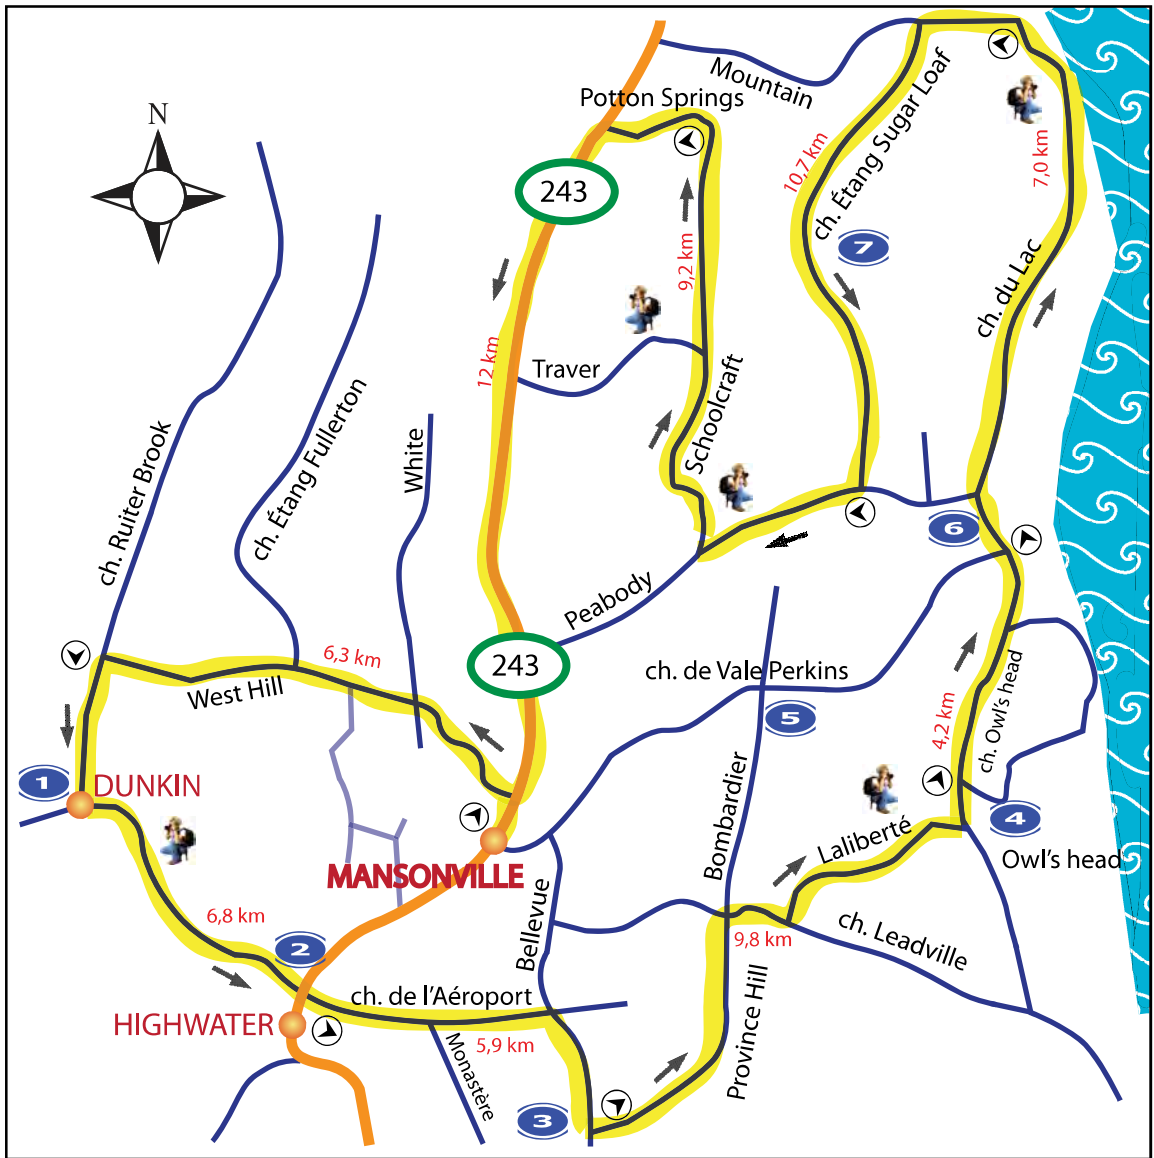 N
Mountain
Potton Springs
243
10,7 km
ch. Étang Sugar Loaf
7,0 km
7
9,2 km
ch. du Lac
12 km
Traver
Schoolcraft
ch. Ruiter Brook
ch. Étang Fullerton
White
6
Peabody
243
6,3 km
West Hill
ch. de Vale Perkins
5
4,2 km
ch. Owl's head
1
DUNKIN
Bombardier
4
Laliberté
Owl's head
MANSONVILLE
6,8 km
2
Bellevue
9,8 km
ch. Leadville
ch. de l'Aéroport
HIGHWATER
5,9 km
Monastère
Province Hill
3